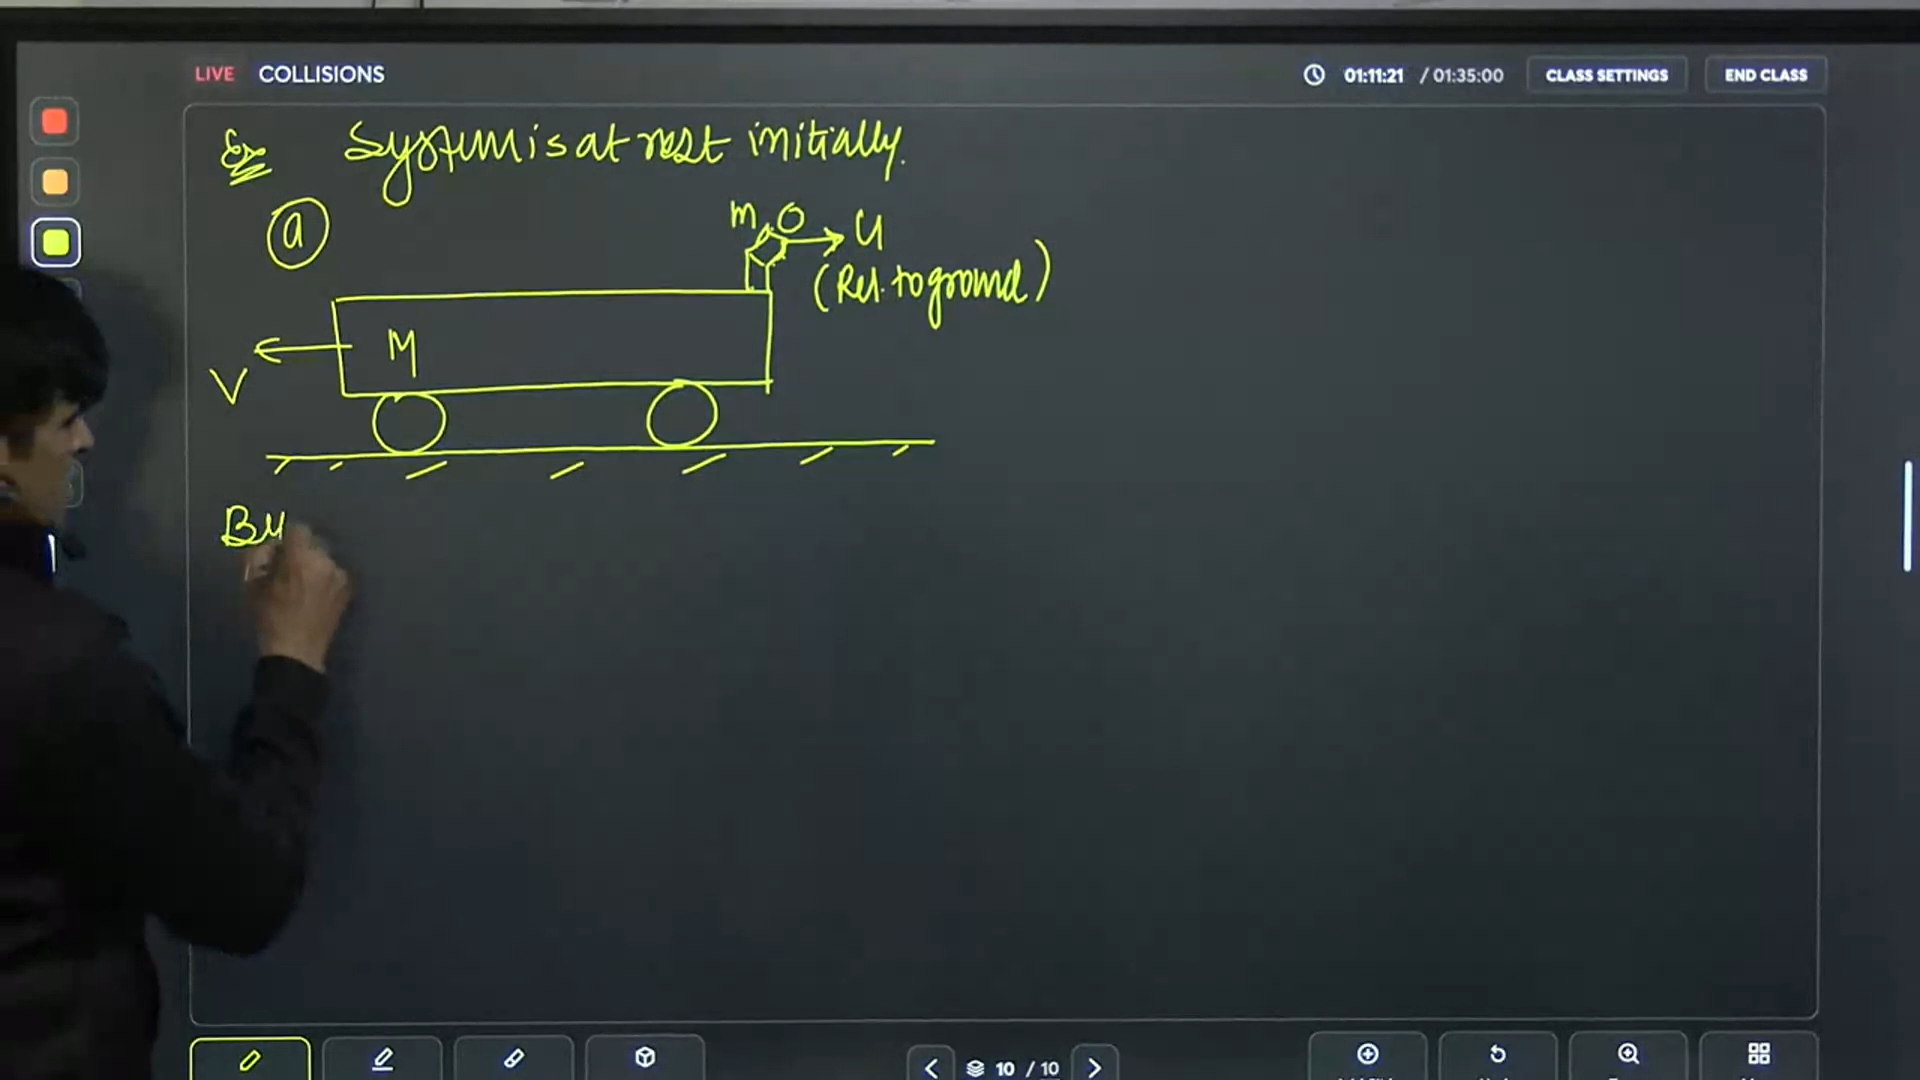 LIVE COLLISIONS
01:11:21 / 01:35:00 CLASS SETTINGS END CLASS
Ex System is at rest initially.
a
m U
(Rel. to ground)
M
V
By
10 / 10